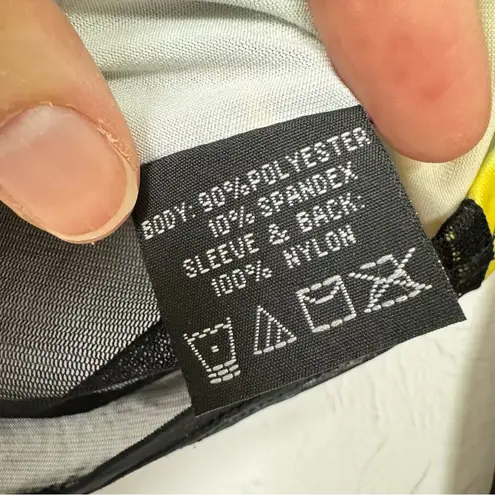 BODY: 90% POLYESTER
10% SPANDEX
SLEEVE & BACK:
100% NYLON